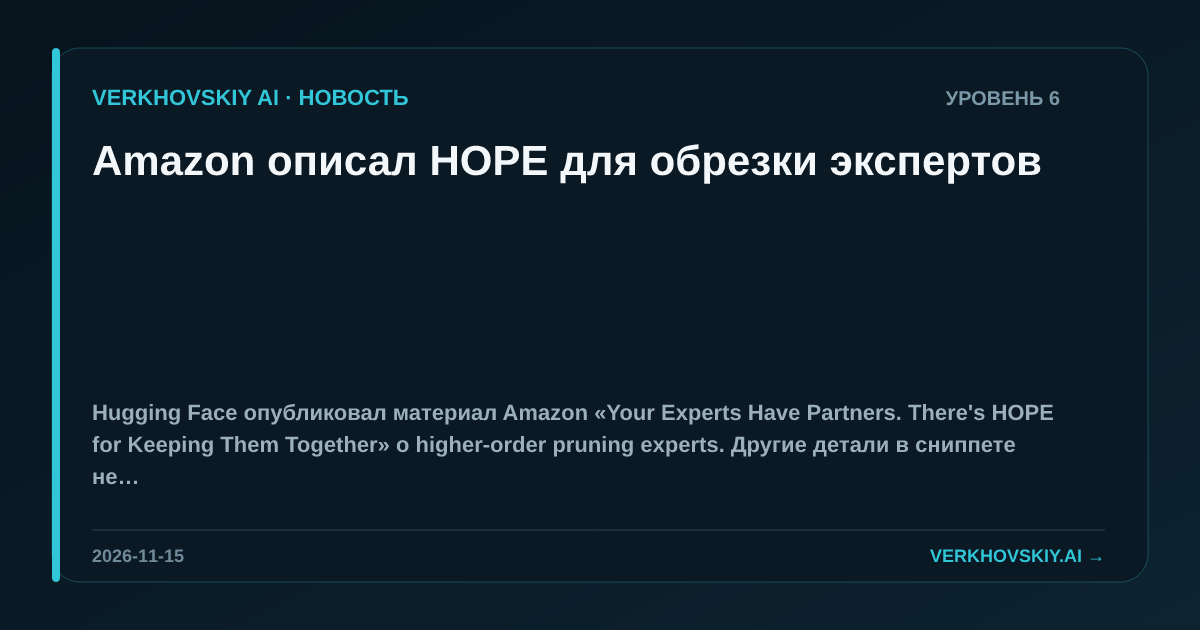 VERKHOVSKIY AI · НОВОСТЬ
УРОВЕНЬ 6
Amazon описал HOPE для обрезки экспертов
Hugging Face опубликовал материал Amazon «Your Experts Have Partners. There's HOPE
for Keeping Them Together» о higher-order pruning experts. Другие детали в сниппете
не…
2026-11-15
VERKHOVSKIY.AI →